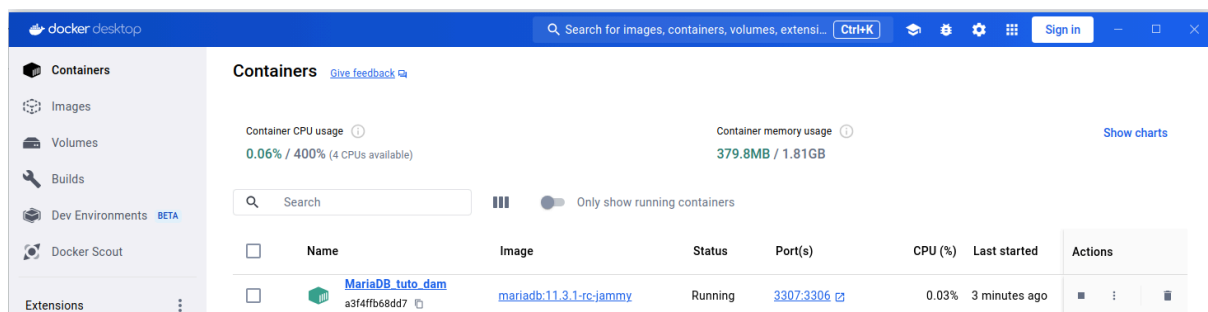 docker desktop
Search for images, containers, volumes, extensi... Ctrl+K
Sign in
Containers
Images
Volumes
Builds
Dev Environments BETA
Docker Scout
Extensions
Containers Give feedback
Container CPU usage
0.06% / 400% (4 CPUs available)
Container memory usage
379.8MB / 1.81GB
Show charts
Search
Only show running containers
Name Image Status Port(s) CPU (%) Last started Actions
MariaDB_tuto_dam
a3f4ffb68dd7
mariadb:11.3.1-rc-jammy Running 3307:3306 0.03% 3 minutes ago